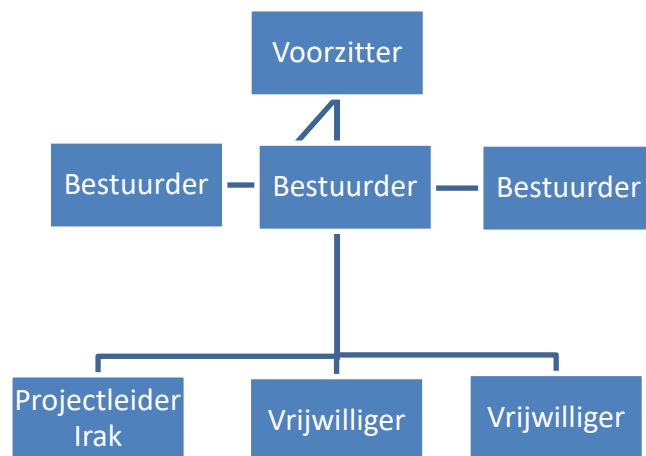 Voorzitter
Bestuurder
Bestuurder
Bestuurder
Projectleider
Irak
Vrijwilliger
Vrijwilliger